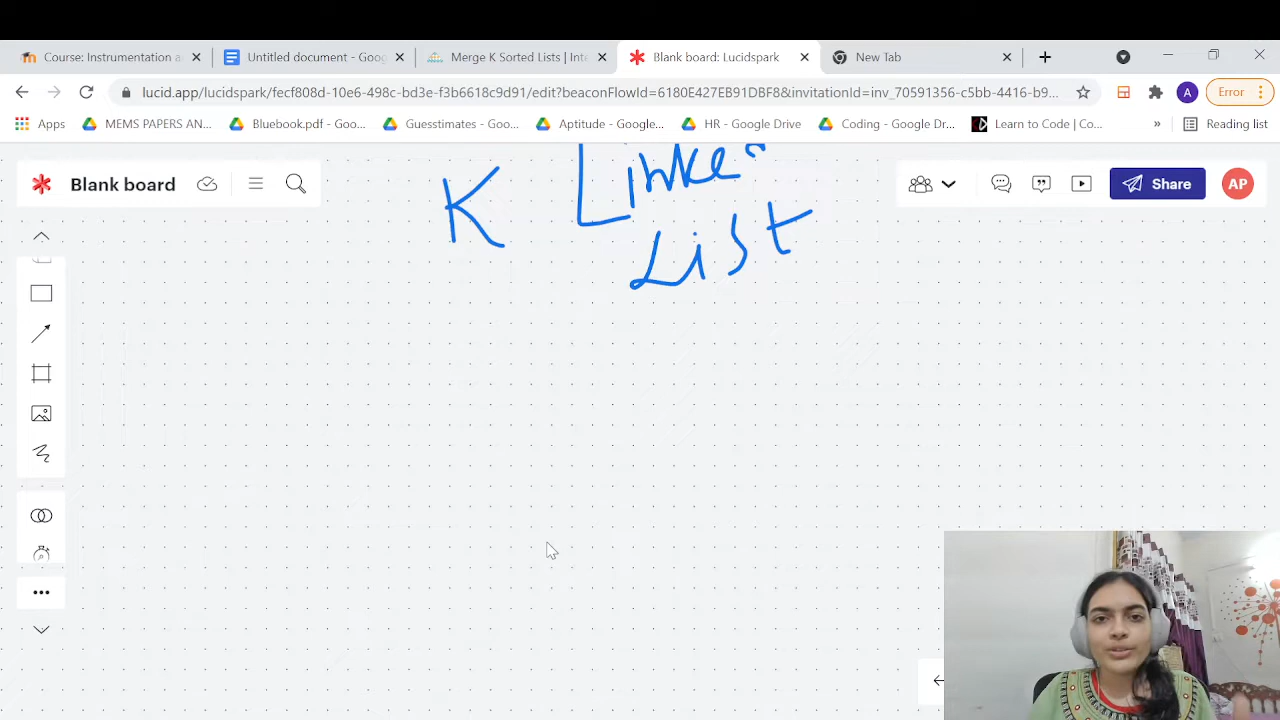 Course: Instrumentation a
Untitled document - Goog
Merge K Sorted Lists | Inte
Blank board: Lucidspark
New Tab
lucid.app/lucidspark/fecf808d-10e6-498c-bd3e-f3b6618c9d91/edit?beaconFlowId=6180E427EB91DBF8&invitationId=inv_70591356-c5bb-4416-b9...
A
Error
Apps
MEMS PAPERS AN...
Bluebook.pdf - Goo...
Guesstimates - Goo...
Aptitude - Google...
HR - Google Drive
Coding - Google Dr...
Learn to Code | Co...
»
Reading list
Blank board
Share
AP
K Linke
List